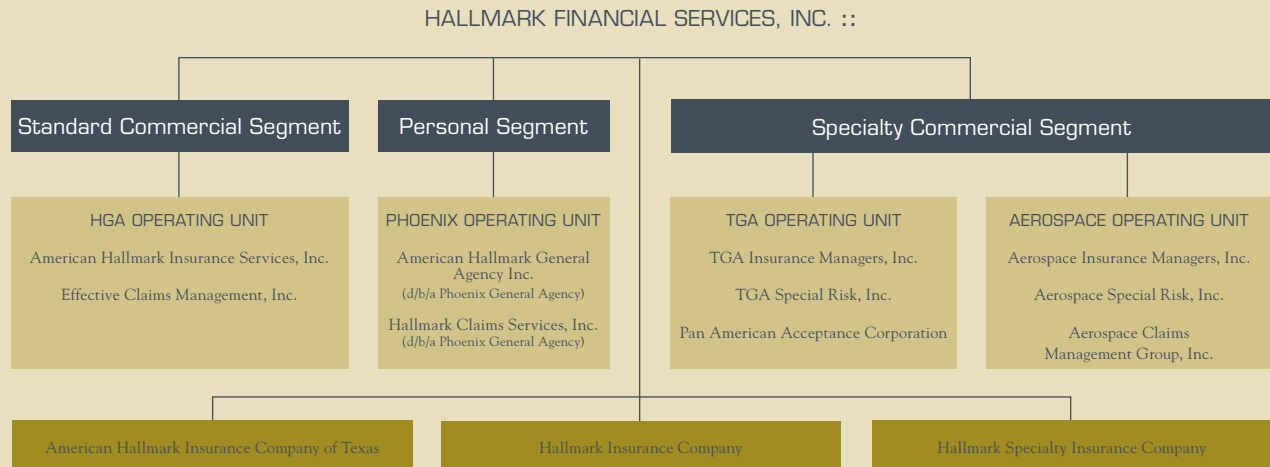 HALLMARK FINANCIAL SERVICES, INC. ::
Standard Commercial Segment
Personal Segment
Specialty Commercial Segment
HGA OPERATING UNIT
American Hallmark Insurance Services, Inc.
Effective Claims Management, Inc.
PHOENIX OPERATING UNIT
American Hallmark General
Agency Inc.
(d/b/a Phoenix General Agency)
Hallmark Claims Services, Inc.
(d/b/a Phoenix General Agency)
TGA OPERATING UNIT
TGA Insurance Managers, Inc.
TGA Special Risk, Inc.
Pan American Acceptance Corporation
AEROSPACE OPERATING UNIT
Aerospace Insurance Managers, Inc.
Aerospace Special Risk, Inc.
Aerospace Claims
Management Group, Inc.
American Hallmark Insurance Company of Texas
Hallmark Insurance Company
Hallmark Specialty Insurance Company